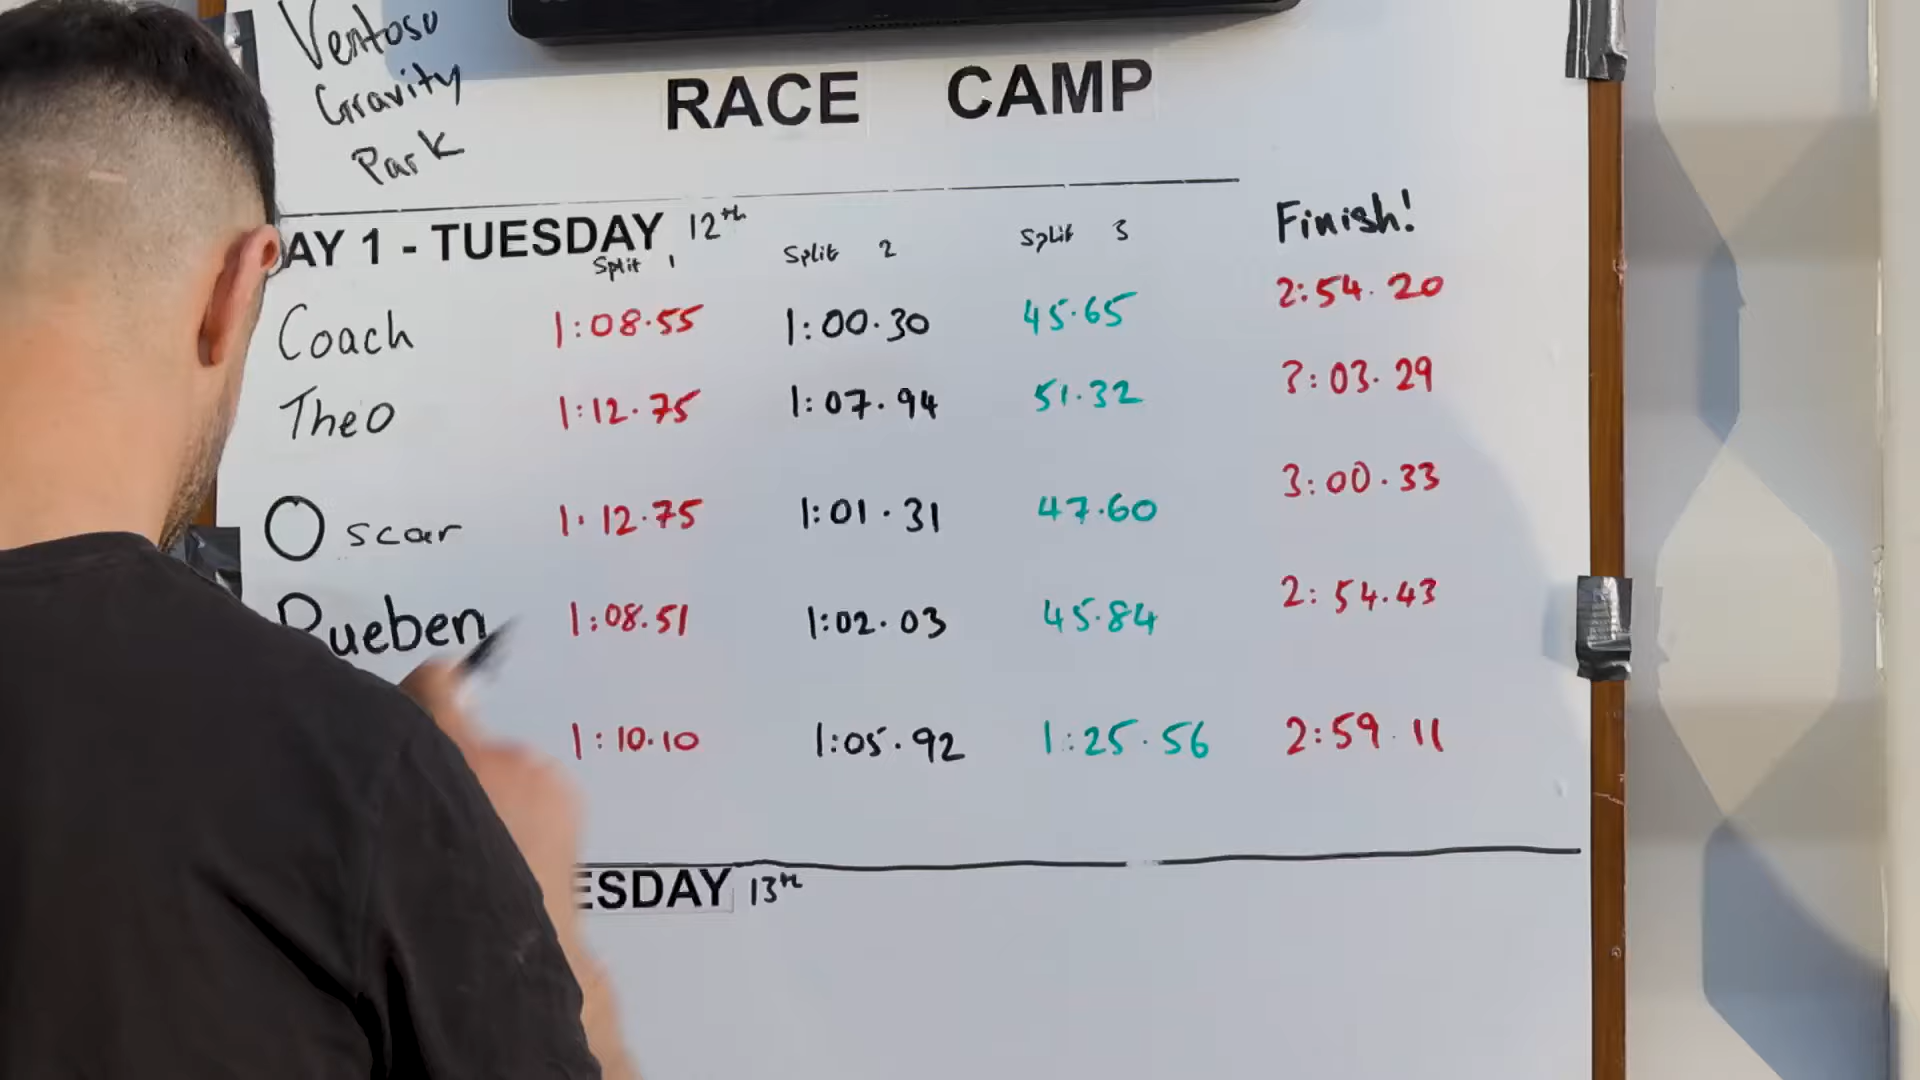 Ventoso
Gravity
Park
RACE CAMP
AY 1 - TUESDAY 12th
Split 1 Split 2 Split 3 Finish!
Coach 1:08.55 1:00.30 45.65 2:54.20
Theo 1:12.75 1:07.94 51.32 3:03.29
Oscar 1:12.75 1:01.31 47.60 3:00.33
Rueben 1:08.51 1:02.03 45.84 2:54.43
1:10.10 1:05.92 1:25.56 2:59.11
ESDAY 13th